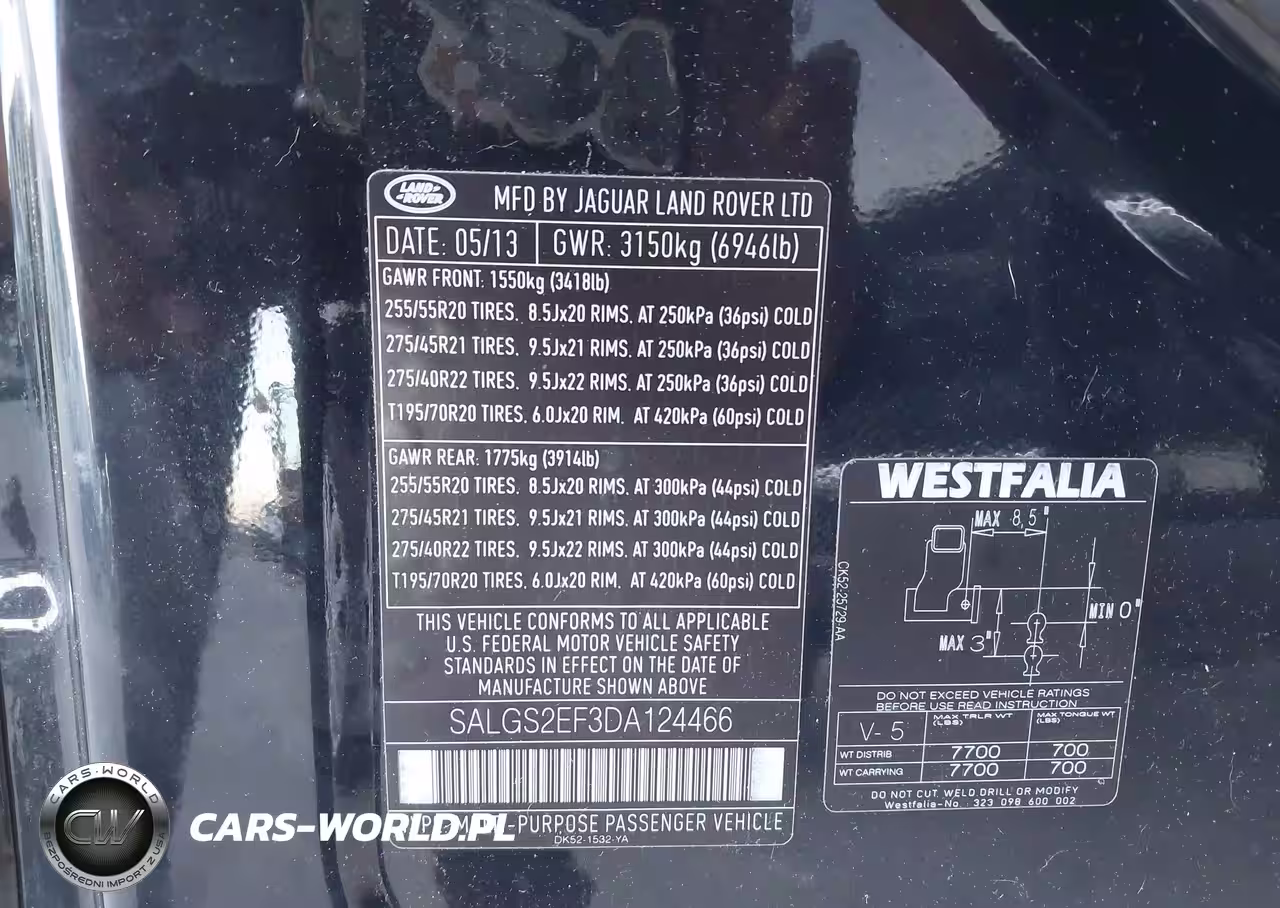 LAND ROVER
MFD BY JAGUAR LAND ROVER LTD
DATE: 05/13 GWR: 3150kg (6946lb)
GAWR FRONT: 1550kg (3418lb)
255/55R20 TIRES. 8.5Jx20 RIMS. AT 250kPa (36psi) COLD
275/45R21 TIRES. 9.5Jx21 RIMS. AT 250kPa (36psi) COLD
275/40R22 TIRES. 9.5Jx22 RIMS. AT 250kPa (36psi) COLD
T195/70R20 TIRES. 6.0Jx20 RIM. AT 420kPa (60psi) COLD
GAWR REAR: 1775kg (3914lb)
255/55R20 TIRES. 8.5Jx20 RIMS. AT 300kPa (44psi) COLD
275/45R21 TIRES. 9.5Jx21 RIMS. AT 300kPa (44psi) COLD
275/40R22 TIRES. 9.5Jx22 RIMS. AT 300kPa (44psi) COLD
T195/70R20 TIRES. 6.0Jx20 RIM. AT 420kPa (60psi) COLD
THIS VEHICLE CONFORMS TO ALL APPLICABLE
U.S. FEDERAL MOTOR VEHICLE SAFETY
STANDARDS IN EFFECT ON THE DATE OF
MANUFACTURE SHOWN ABOVE
SALGS2EF3DA124466
-PURPOSE PASSENGER VEHICLE
DK52-1532-YA
WESTFALIA
MAX 8,5"
MIN 0"
MAX 3"
CK52-25729-AA
DO NOT EXCEED VEHICLE RATINGS
BEFORE USE READ INSTRUCTION
V-5 MAX TRLR WT (LBS) MAX TONGUE WT (LBS)
WT DISTRIB 7700 700
WT CARRYING 7700 700
DO NOT CUT, WELD, DRILL OR MODIFY
Westfalia-No.: 323 098 600 002
CARS-WORLD
CW
BEZPOŚREDNI IMPORT Z USA
CARS-WORLD.PL